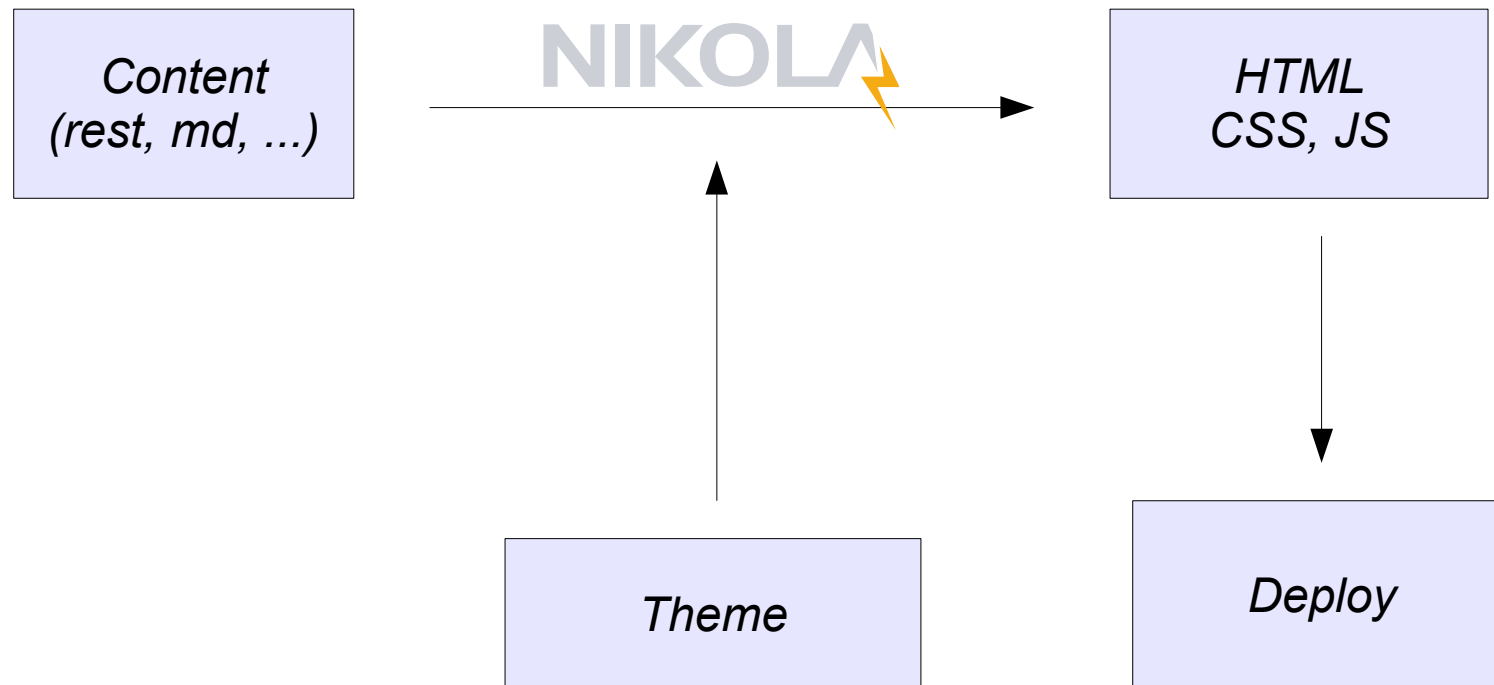 Content
(rest, md, ...)
NIKOLA
HTML
CSS, JS
Theme
Deploy